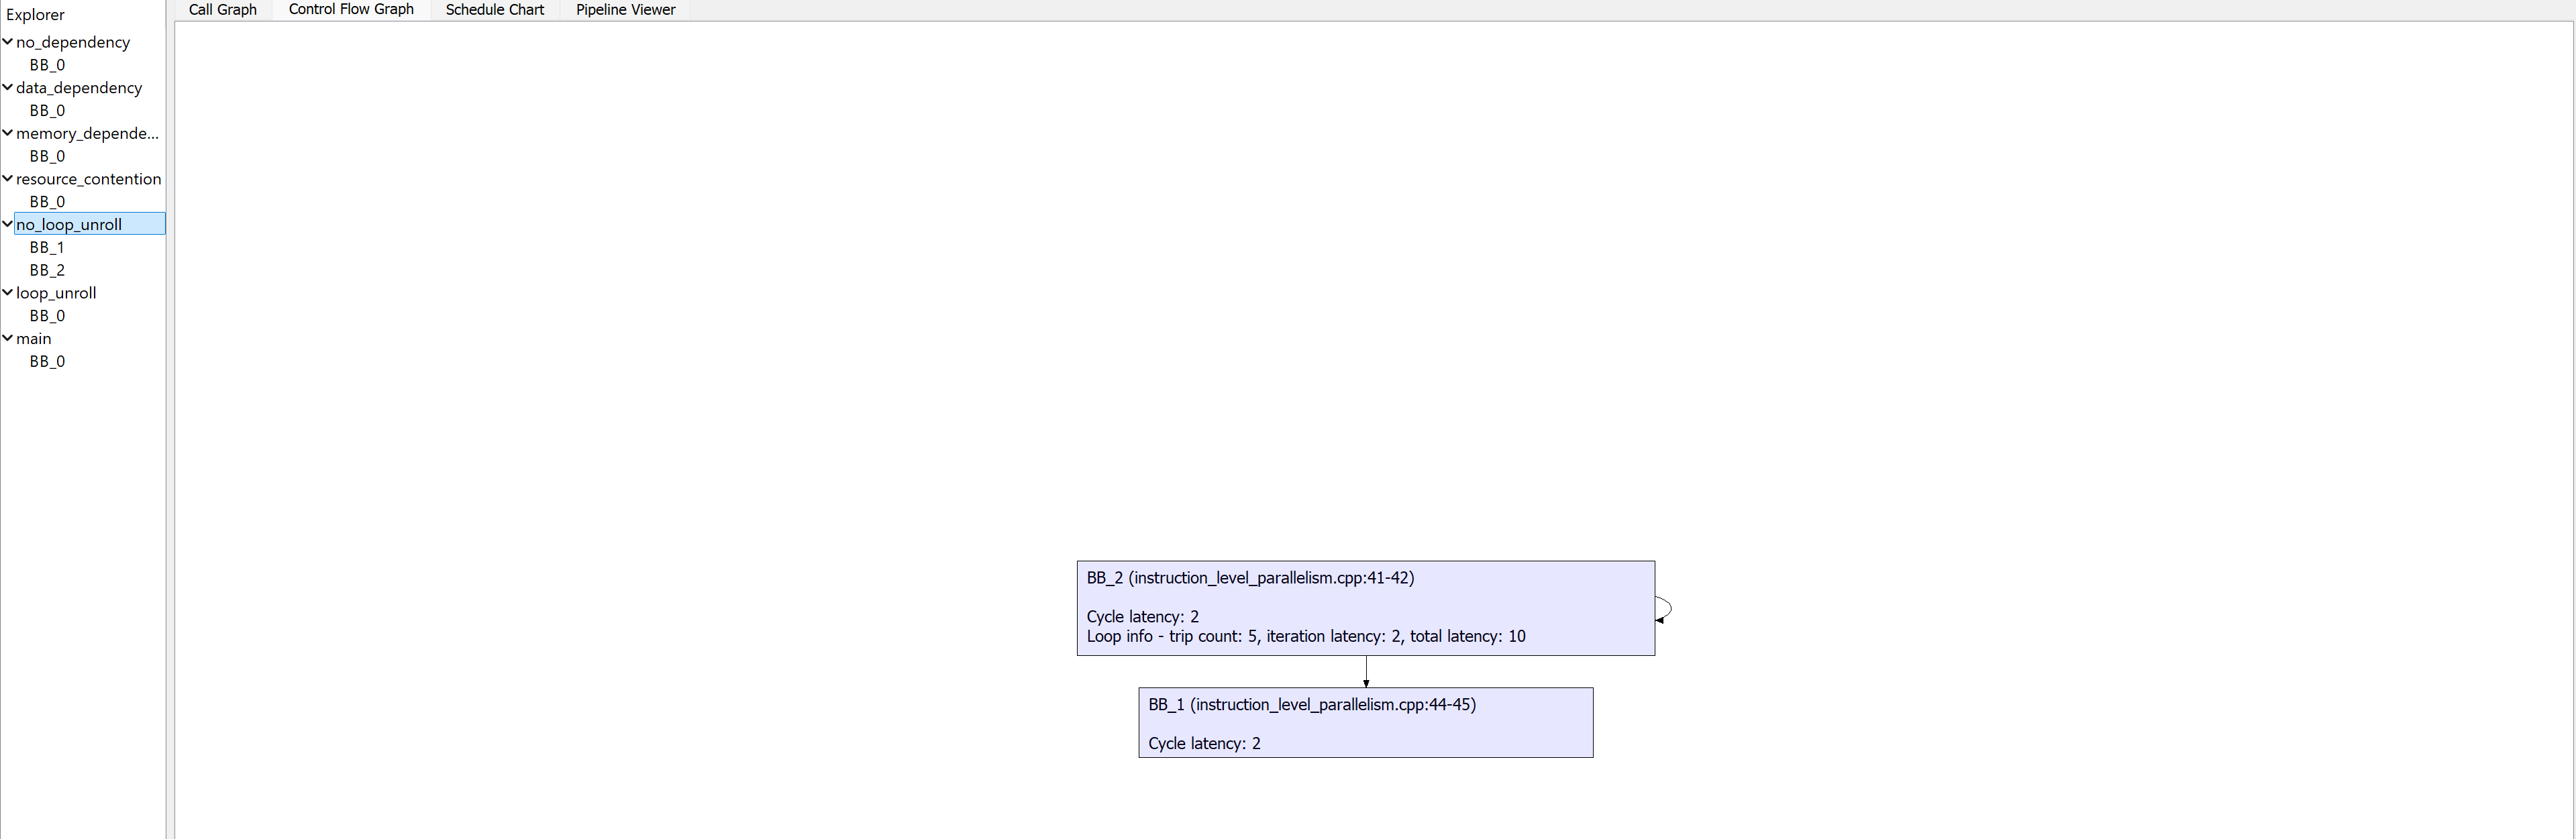 Explorer
no_dependency
BB_0
data_dependency
BB_0
memory_depende...
BB_0
resource_contention
BB_0
no_loop_unroll
BB_1
BB_2
loop_unroll
BB_0
main
BB_0
Call Graph Control Flow Graph Schedule Chart Pipeline Viewer
BB_2 (instruction_level_parallelism.cpp:41-42)
Cycle latency: 2
Loop info - trip count: 5, iteration latency: 2, total latency: 10
BB_1 (instruction_level_parallelism.cpp:44-45)
Cycle latency: 2